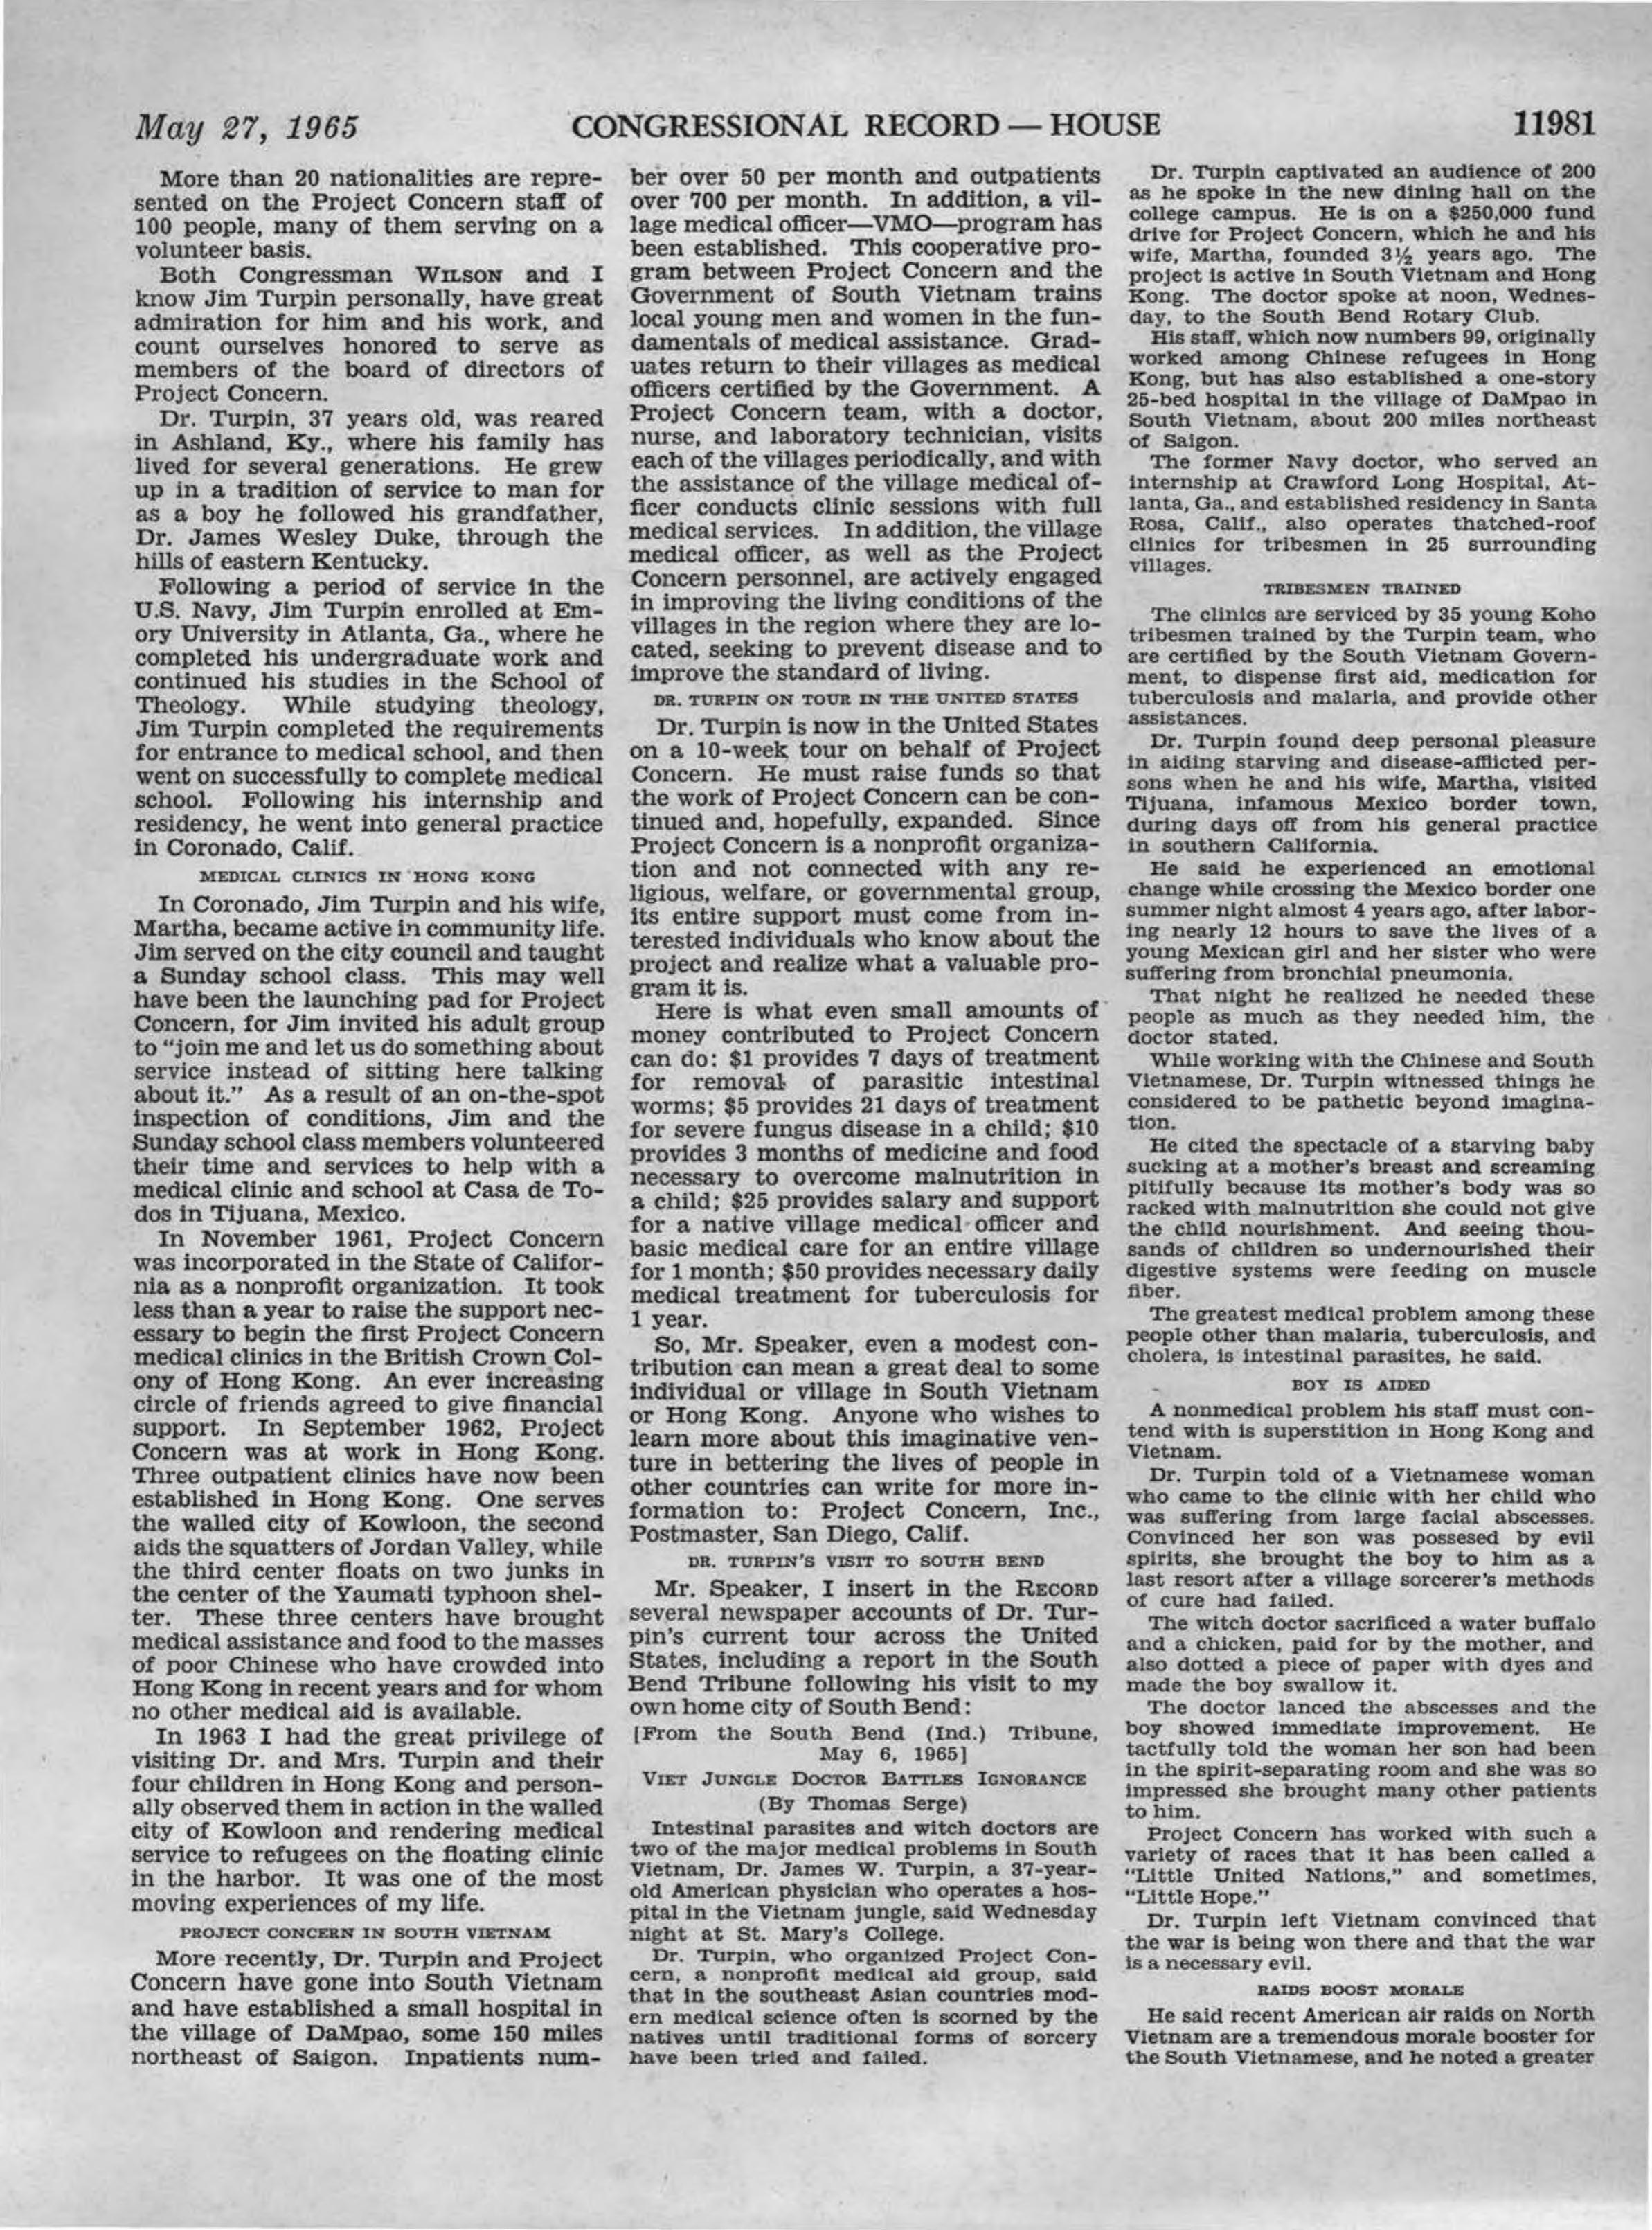 May 27, 1965
CONGRESSIONAL RECORD — HOUSE
11981
More than 20 nationalities are repre-
sented on the Project Concern staff of
100 people, many of them serving on a
volunteer basis.
Both Congressman WILSON and I
know Jim Turpin personally, have great
admiration for him and his work, and
count ourselves honored to serve as
members of the board of directors of
Project Concern.
Dr. Turpin, 37 years old, was reared
in Ashland, Ky., where his family has
lived for several generations. He grew
up in a tradition of service to man for
as a boy he followed his grandfather,
Dr. James Wesley Duke, through the
hills of eastern Kentucky.
Following a period of service in the
U.S. Navy, Jim Turpin enrolled at Em-
ory University in Atlanta, Ga., where he
completed his undergraduate work and
continued his studies in the School of
Theology. While studying theology,
Jim Turpin completed the requirements
for entrance to medical school, and then
went on successfully to complete medical
school. Following his internship and
residency, he went into general practice
in Coronado, Calif.
MEDICAL CLINICS IN HONG KONG
In Coronado, Jim Turpin and his wife,
Martha, became active in community life.
Jim served on the city council and taught
a Sunday school class. This may well
have been the launching pad for Project
Concern, for Jim invited his adult group
to "join me and let us do something about
service instead of sitting here talking
about it." As a result of an on-the-spot
inspection of conditions, Jim and the
Sunday school class members volunteered
their time and services to help with a
medical clinic and school at Casa de To-
dos in Tijuana, Mexico.
In November 1961, Project Concern
was incorporated in the State of Califor-
nia as a nonprofit organization. It took
less than a year to raise the support nec-
essary to begin the first Project Concern
medical clinics in the British Crown Col-
ony of Hong Kong. An ever increasing
circle of friends agreed to give financial
support. In September 1962, Project
Concern was at work in Hong Kong.
Three outpatient clinics have now been
established in Hong Kong. One serves
the walled city of Kowloon, the second
aids the squatters of Jordan Valley, while
the third center floats on two junks in
the center of the Yaumati typhoon shel-
ter. These three centers have brought
medical assistance and food to the masses
of poor Chinese who have crowded into
Hong Kong in recent years and for whom
no other medical aid is available.
In 1963 I had the great privilege of
visiting Dr. and Mrs. Turpin and their
four children in Hong Kong and person-
ally observed them in action in the walled
city of Kowloon and rendering medical
service to refugees on the floating clinic
in the harbor. It was one of the most
moving experiences of my life.
PROJECT CONCERN IN SOUTH VIETNAM
More recently, Dr. Turpin and Project
Concern have gone into South Vietnam
and have established a small hospital in
the village of DaMpao, some 150 miles
northeast of Saigon. Inpatients num-
ber over 50 per month and outpatients
over 700 per month. In addition, a vil-
lage medical officer—VMO—program has
been established. This cooperative pro-
gram between Project Concern and the
Government of South Vietnam trains
local young men and women in the fun-
damentals of medical assistance. Grad-
uates return to their villages as medical
officers certified by the Government. A
Project Concern team, with a doctor,
nurse, and laboratory technician, visits
each of the villages periodically, and with
the assistance of the village medical of-
ficer conducts clinic sessions with full
medical services. In addition, the village
medical officer, as well as the Project
Concern personnel, are actively engaged
in improving the living conditions of the
villages in the region where they are lo-
cated, seeking to prevent disease and to
improve the standard of living.
DR. TURPIN ON TOUR IN THE UNITED STATES
Dr. Turpin is now in the United States
on a 10-week tour on behalf of Project
Concern. He must raise funds so that
the work of Project Concern can be con-
tinued and, hopefully, expanded. Since
Project Concern is a nonprofit organiza-
tion and not connected with any re-
ligious, welfare, or governmental group,
its entire support must come from in-
terested individuals who know about the
project and realize what a valuable pro-
gram it is.
Here is what even small amounts of
money contributed to Project Concern
can do: $1 provides 7 days of treatment
for removal of parasitic intestinal
worms; $5 provides 21 days of treatment
for severe fungus disease in a child; $10
provides 3 months of medicine and food
necessary to overcome malnutrition in
a child; $25 provides salary and support
for a native village medical officer and
basic medical care for an entire village
for 1 month; $50 provides necessary daily
medical treatment for tuberculosis for
1 year.
So, Mr. Speaker, even a modest con-
tribution can mean a great deal to some
individual or village in South Vietnam
or Hong Kong. Anyone who wishes to
learn more about this imaginative ven-
ture in bettering the lives of people in
other countries can write for more in-
formation to: Project Concern, Inc.,
Postmaster, San Diego, Calif.
DR. TURPIN'S VISIT TO SOUTH BEND
Mr. Speaker, I insert in the RECORD
several newspaper accounts of Dr. Tur-
pin's current tour across the United
States, including a report in the South
Bend Tribune following his visit to my
own home city of South Bend:
[From the South Bend (Ind.) Tribune,
May 6, 1965]
VIET JUNGLE DOCTOR BATTLES IGNORANCE
(By Thomas Serge)
Intestinal parasites and witch doctors are
two of the major medical problems in South
Vietnam, Dr. James W. Turpin, a 37-year-
old American physician who operates a hos-
pital in the Vietnam jungle, said Wednesday
night at St. Mary's College.
Dr. Turpin, who organized Project Con-
cern, a nonprofit medical aid group, said
that in the southeast Asian countries mod-
ern medical science often is scorned by the
natives until traditional forms of sorcery
have been tried and failed.
Dr. Turpin captivated an audience of 200
as he spoke in the new dining hall on the
college campus. He is on a $250,000 fund
drive for Project Concern, which he and his
wife, Martha, founded 3½ years ago. The
project is active in South Vietnam and Hong
Kong. The doctor spoke at noon, Wednes-
day, to the South Bend Rotary Club.
His staff, which now numbers 99, originally
worked among Chinese refugees in Hong
Kong, but has also established a one-story
25-bed hospital in the village of DaMpao in
South Vietnam, about 200 miles northeast
of Saigon.
The former Navy doctor, who served an
internship at Crawford Long Hospital, At-
lanta, Ga., and established residency in Santa
Rosa, Calif., also operates thatched-roof
clinics for tribesmen in 25 surrounding
villages.
TRIBESMEN TRAINED
The clinics are serviced by 35 young Koho
tribesmen trained by the Turpin team, who
are certified by the South Vietnam Govern-
ment, to dispense first aid, medication for
tuberculosis and malaria, and provide other
assistances.
Dr. Turpin found deep personal pleasure
in aiding starving and disease-afflicted per-
sons when he and his wife, Martha, visited
Tijuana, infamous Mexico border town,
during days off from his general practice
in southern California.
He said he experienced an emotional
change while crossing the Mexico border one
summer night almost 4 years ago, after labor-
ing nearly 12 hours to save the lives of a
young Mexican girl and her sister who were
suffering from bronchial pneumonia.
That night he realized he needed these
people as much as they needed him, the
doctor stated.
While working with the Chinese and South
Vietnamese, Dr. Turpin witnessed things he
considered to be pathetic beyond imagina-
tion.
He cited the spectacle of a starving baby
sucking at a mother's breast and screaming
pitifully because its mother's body was so
racked with malnutrition she could not give
the child nourishment. And seeing thou-
sands of children so undernourished their
digestive systems were feeding on muscle
fiber.
The greatest medical problem among these
people other than malaria, tuberculosis, and
cholera, is intestinal parasites, he said.
BOY IS AIDED
A nonmedical problem his staff must con-
tend with is superstition in Hong Kong and
Vietnam.
Dr. Turpin told of a Vietnamese woman
who came to the clinic with her child who
was suffering from large facial abscesses.
Convinced her son was possesed by evil
spirits, she brought the boy to him as a
last resort after a village sorcerer's methods
of cure had failed.
The witch doctor sacrificed a water buffalo
and a chicken, paid for by the mother, and
also dotted a piece of paper with dyes and
made the boy swallow it.
The doctor lanced the abscesses and the
boy showed immediate improvement. He
tactfully told the woman her son had been
in the spirit-separating room and she was so
impressed she brought many other patients
to him.
Project Concern has worked with such a
variety of races that it has been called a
"Little United Nations," and sometimes,
"Little Hope."
Dr. Turpin left Vietnam convinced that
the war is being won there and that the war
is a necessary evil.
RAIDS BOOST MORALE
He said recent American air raids on North
Vietnam are a tremendous morale booster for
the South Vietnamese, and he noted a greater